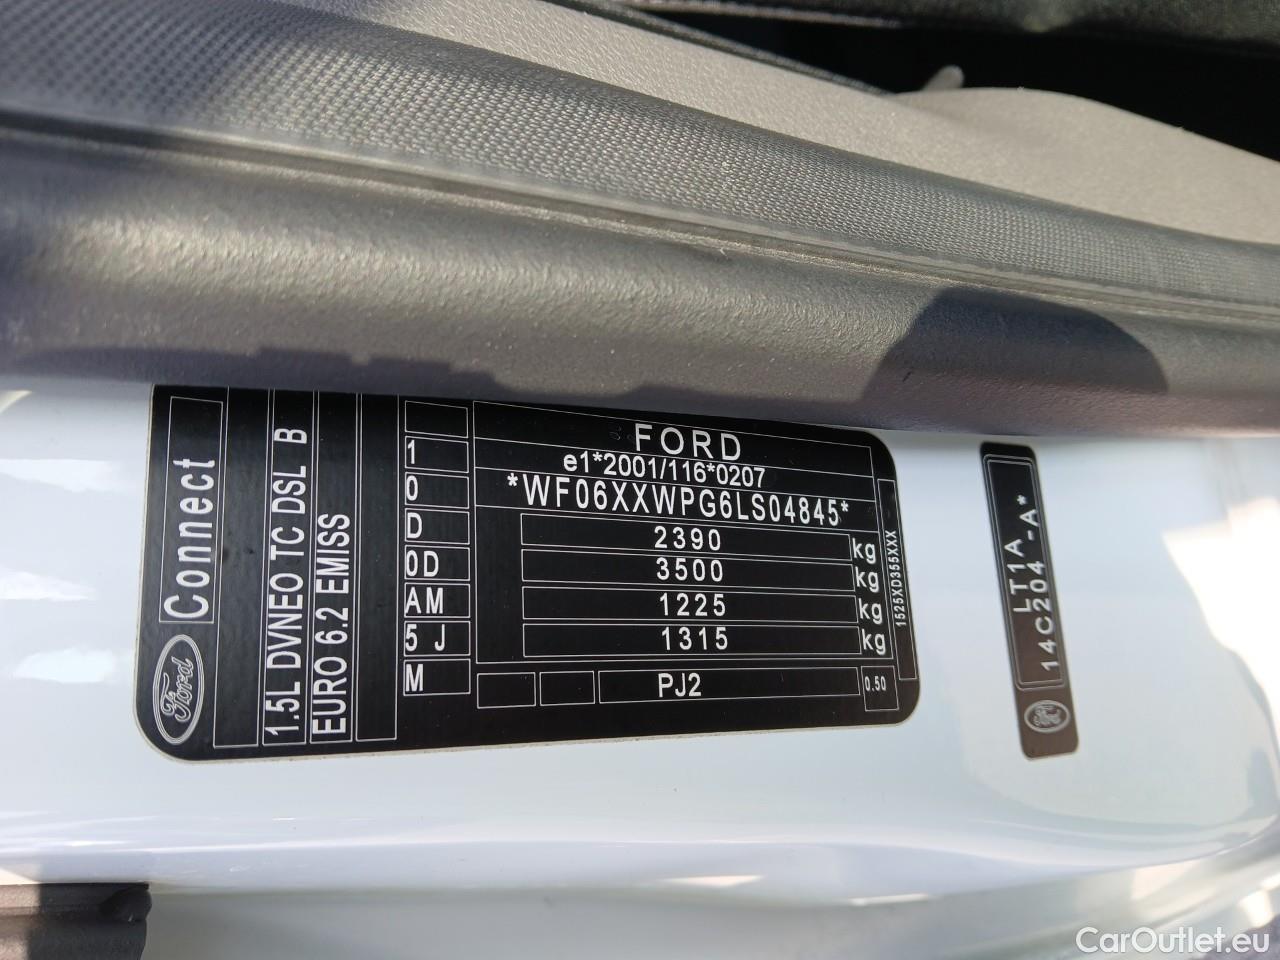 FORD
e1*2001/116*0207
*WF06XXWPG6LS04845*
2390 kg
3500 kg
1225 kg
1315 kg
PJ2
0.50
1525XD355XXX
1
0
D
0D
AM
5 J
M
Ford
Connect
1.5L DVNEO TC DSL B
EURO 6.2 EMISS
LT1A
14C204 -A*
Ford
CarOutlet.eu